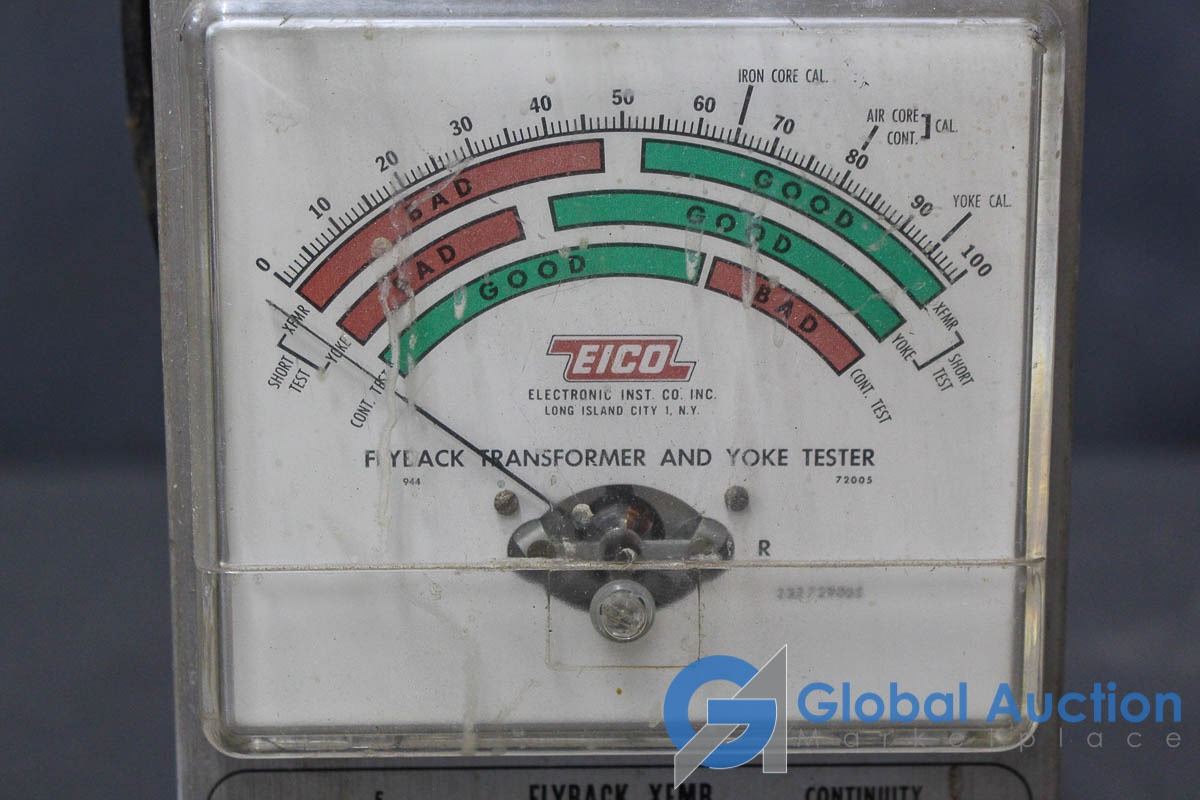 IRON CORE CAL.
AIR CORE
CONT.
CAL.
YOKE CAL.
0 10 20 30 40 50 60 70 80 90 100
BAD GOOD
BAD GOOD
GOOD BAD
XFMR
YOKE
SHORT
TEST
CONT. TEST
XFMR
YOKE
SHORT
TEST
CONT. TEST
EICO
ELECTRONIC INST. CO. INC.
LONG ISLAND CITY 1, N.Y.
FLYBACK TRANSFORMER AND YOKE TESTER
944 72005
R
Global Auction
Marketplace
FLYBACK XFMR CONTINUITY